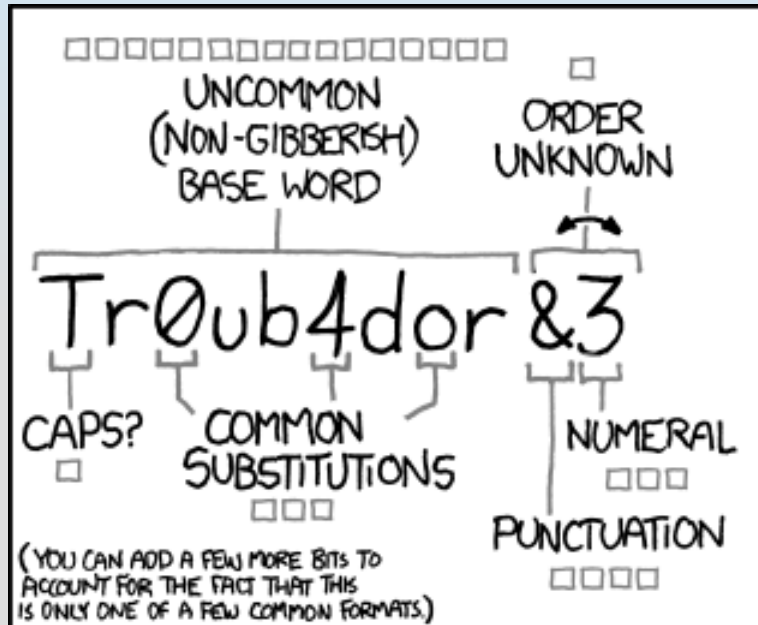 UNCOMMON
(NON-GIBBERISH)
BASE WORD
ORDER
UNKNOWN
Tr0ub4dor &3
CAPS?
COMMON
SUBSTITUTIONS
NUMERAL
PUNCTUATION
(YOU CAN ADD A FEW MORE BITS TO
ACCOUNT FOR THE FACT THAT THIS
IS ONLY ONE OF A FEW COMMON FORMATS.)